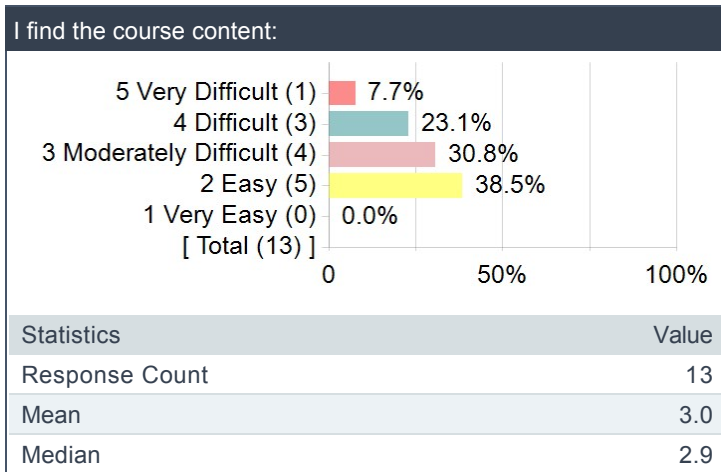 I find the course content:
5 Very Difficult (1) 7.7%
4 Difficult (3) 23.1%
3 Moderately Difficult (4) 30.8%
2 Easy (5) 38.5%
1 Very Easy (0) 0.0%
[ Total (13) ]
0 50% 100%
Statistics Value
Response Count 13
Mean 3.0
Median 2.9